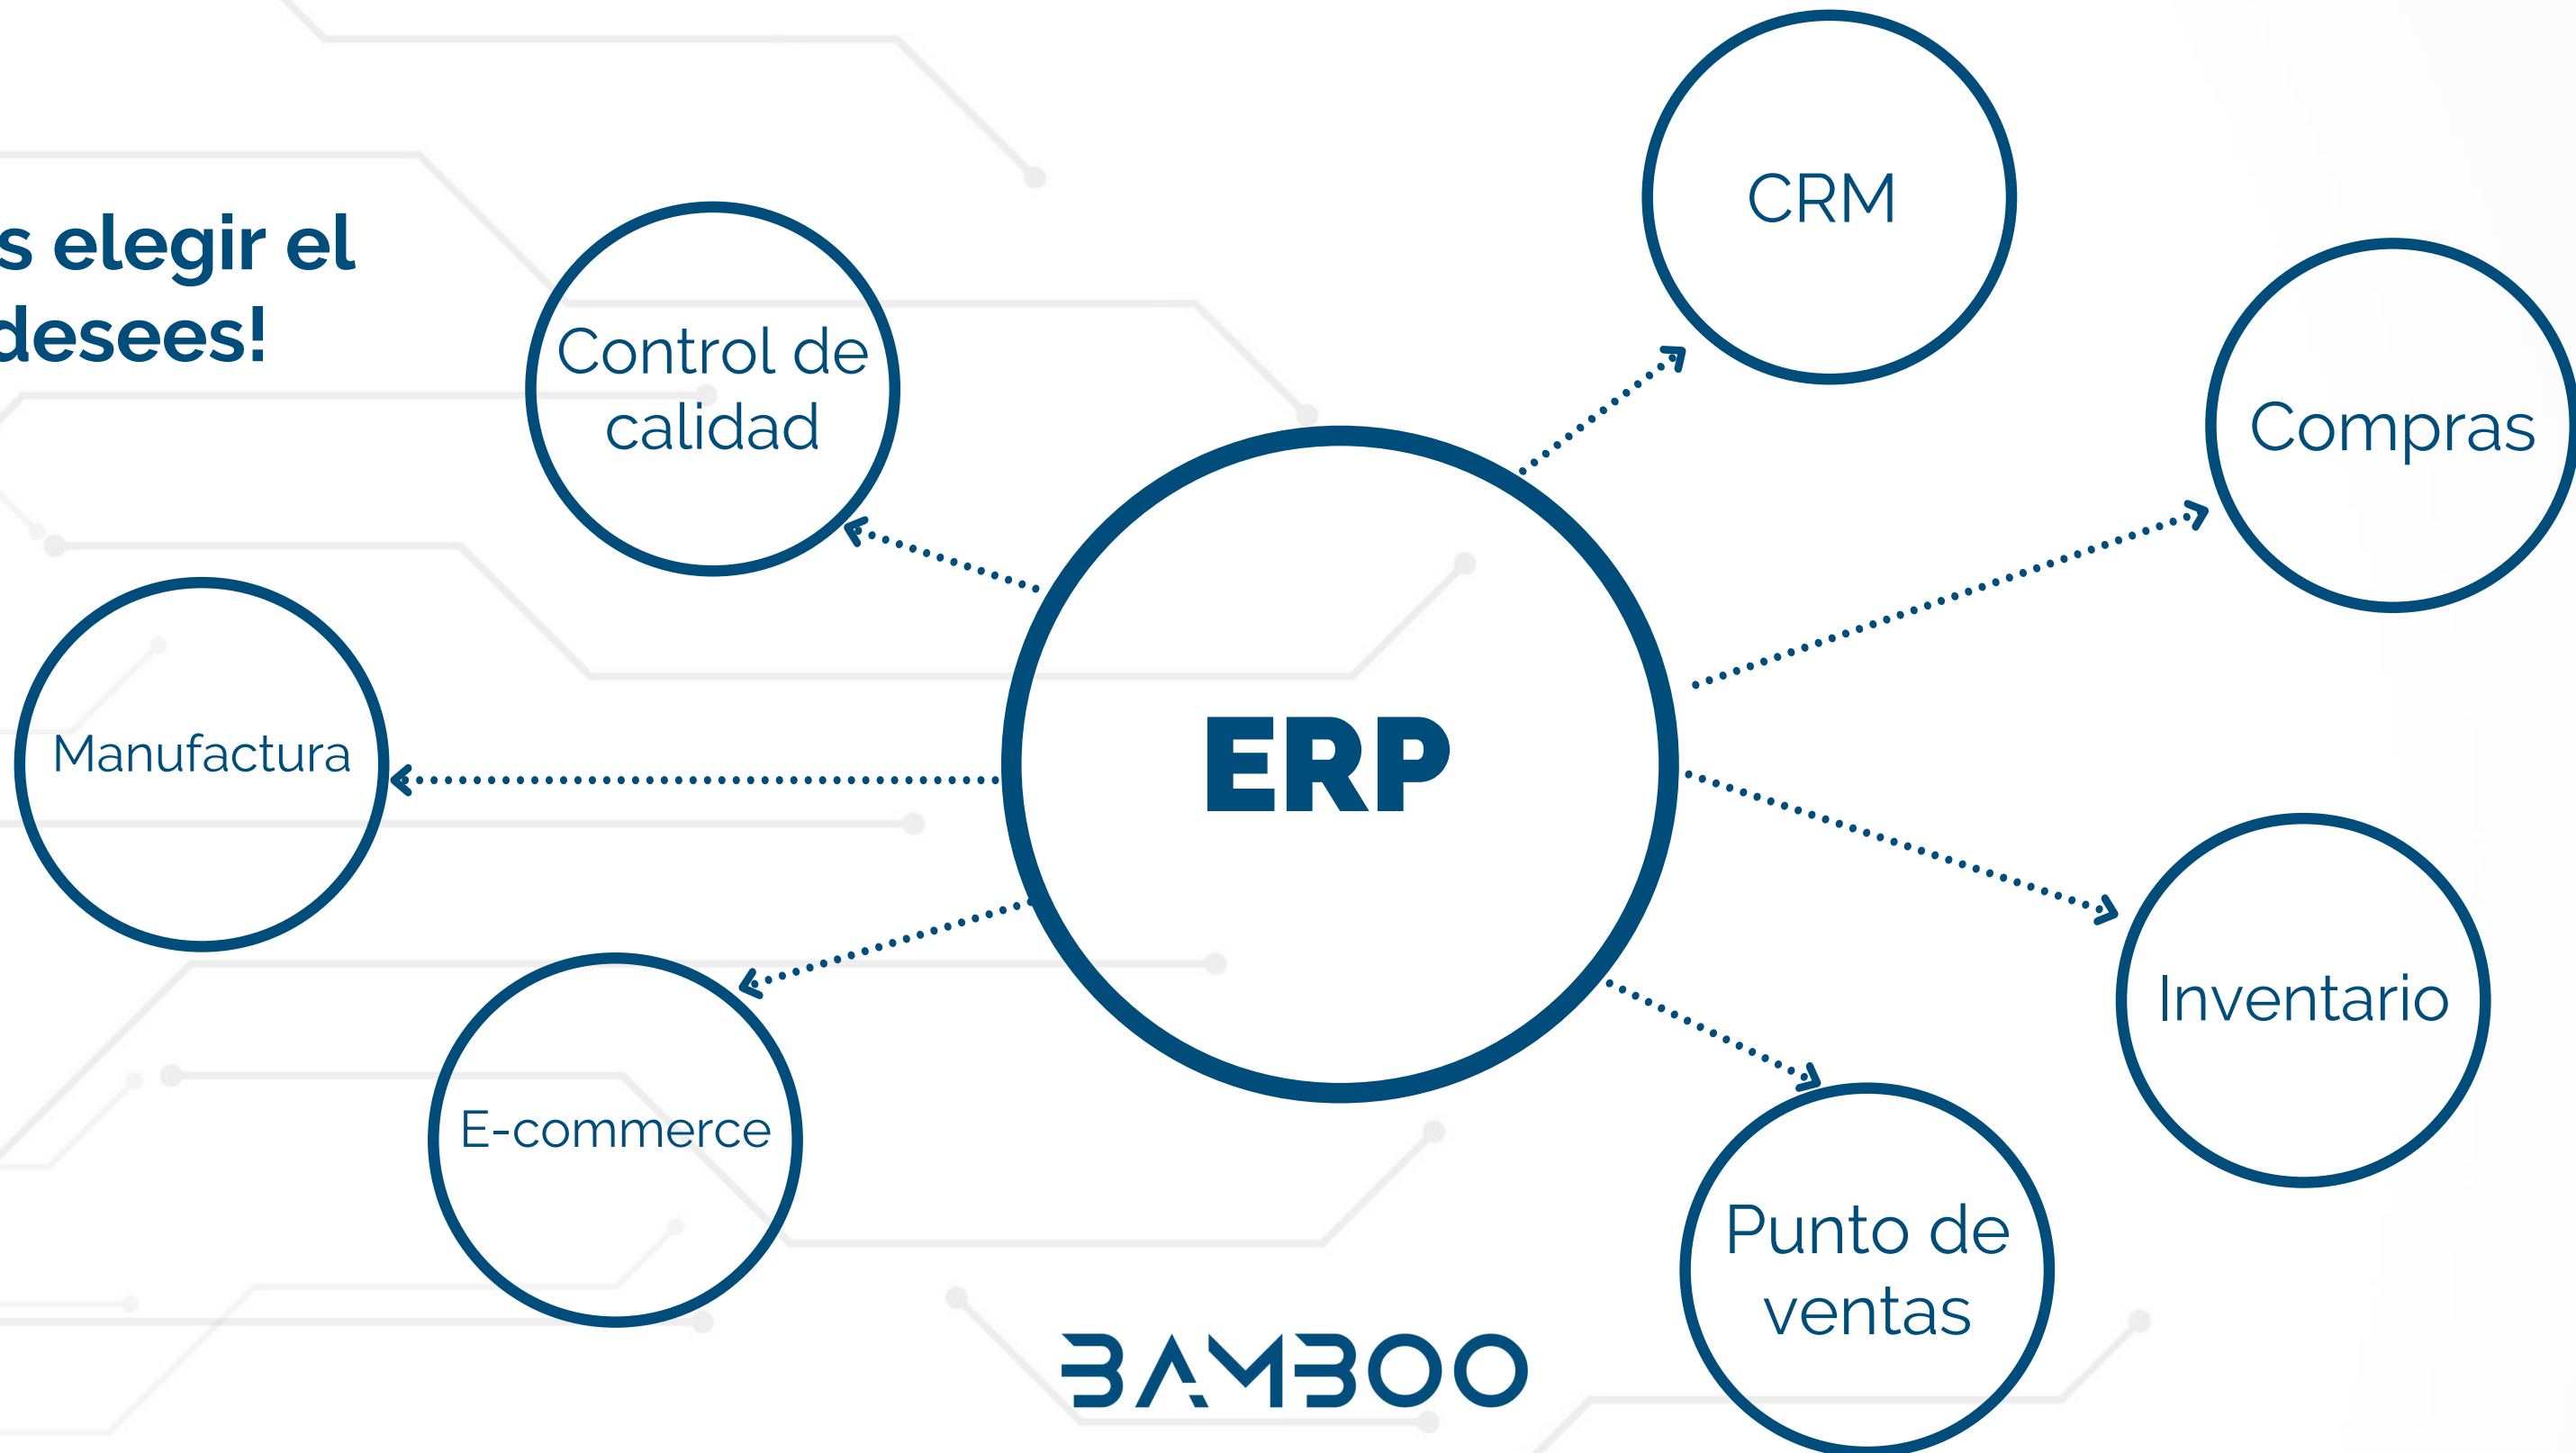 s elegir el
desees!
CRM
Control de
calidad
Compras
ERP
Manufactura
Inventario
E-commerce
Punto de
ventas
BAMBOO